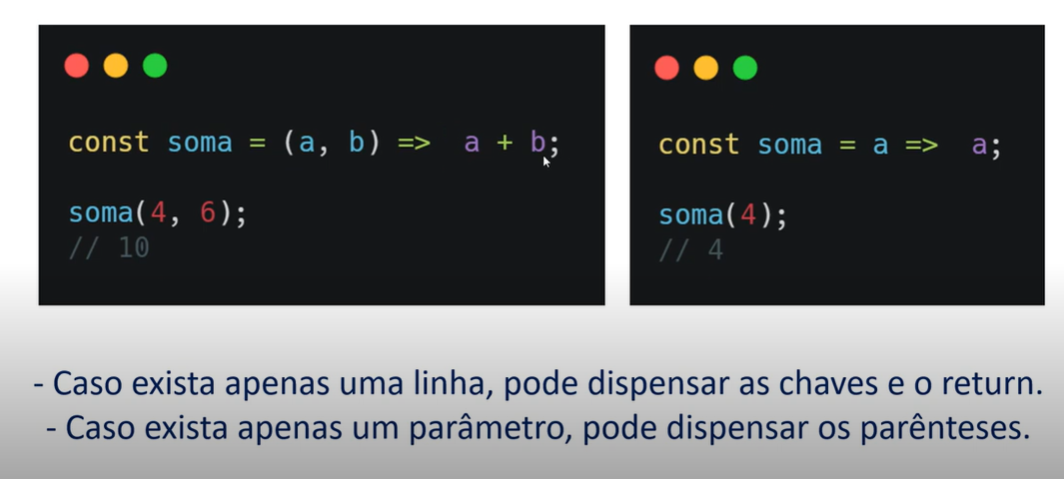 const soma = (a, b) =>  a + b;
soma(4, 6);
// 10
const soma = a =>  a;
soma(4);
// 4
- Caso exista apenas uma linha, pode dispensar as chaves e o return.
- Caso exista apenas um parâmetro, pode dispensar os parênteses.